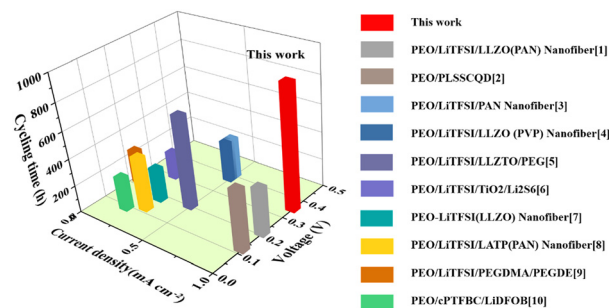 This work
1000
800
600
400
200
0
Cycling time (h)
0.0
0.5
1.0
Current density(mA cm⁻²)
0.0
0.1
0.2
0.3
0.4
0.5
Voltage (V)
This work
PEO/LiTFSI/LLZO(PAN) Nanofiber[1]
PEO/PLSSCQD[2]
PEO/LiTFSI/PAN Nanofiber[3]
PEO/LiTFSI/LLZO (PVP) Nanofiber[4]
PEO/LiTFSI/LLZTO/PEG[5]
PEO/LiTFSI/TiO2/Li2S6[6]
PEO-LiTFSI(LLZO) Nanofiber[7]
PEO/LiTFSI/LATP(PAN) Nanofiber[8]
PEO/LiTFSI/PEGDMA/PEGDE[9]
PEO/cPTFBC/LiDFOB[10]